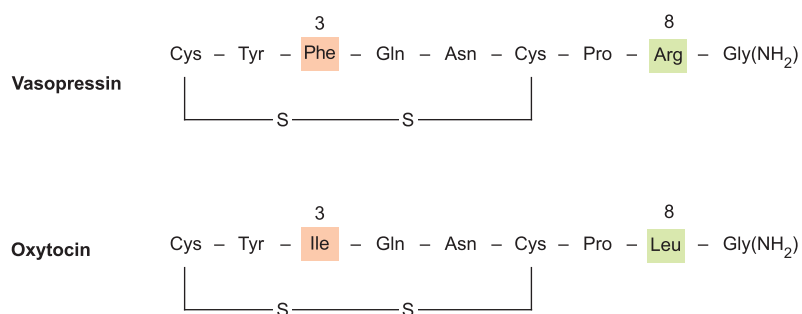 3 8
Cys – Tyr – Phe – Gln – Asn – Cys – Pro – Arg – Gly(NH2)
Vasopressin
S S
3 8
Cys – Tyr – Ile – Gln – Asn – Cys – Pro – Leu – Gly(NH2)
Oxytocin
S S